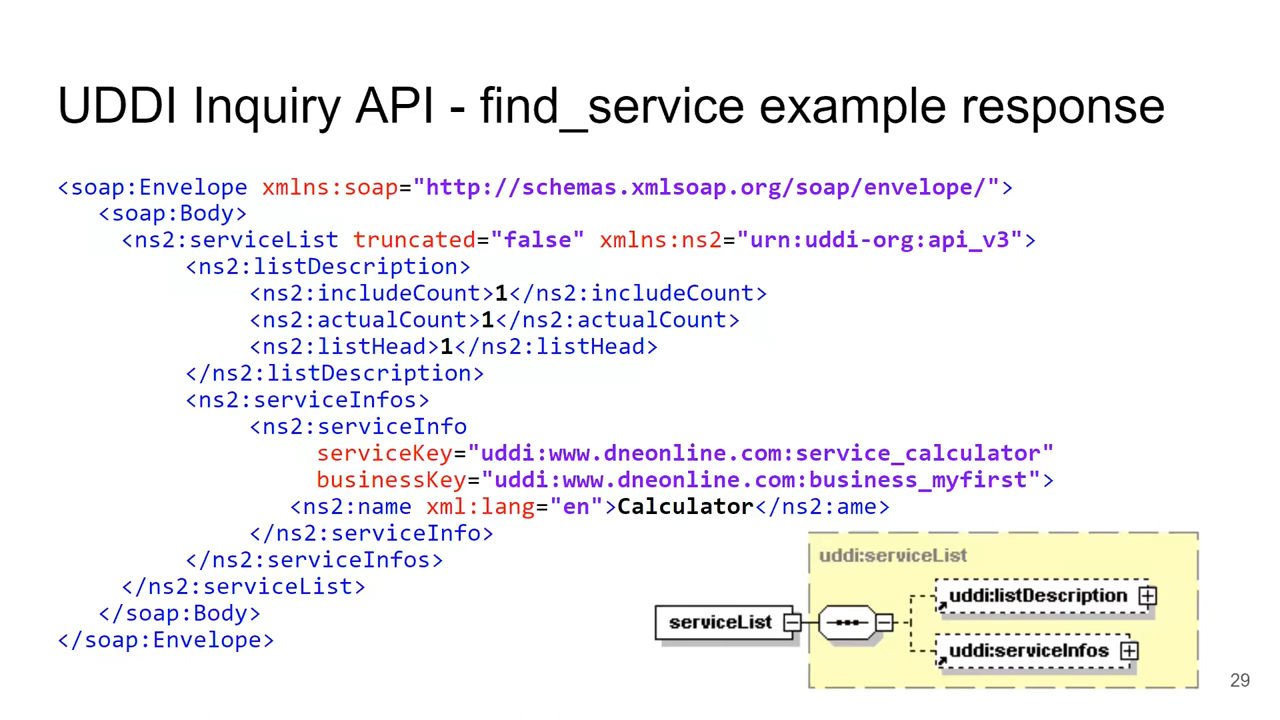 UDDI Inquiry API - find_service example response
<soap:Envelope xmlns:soap="http://schemas.xmlsoap.org/soap/envelope/">
<soap:Body>
<ns2:serviceList truncated="false" xmlns:ns2="urn:uddi-org:api_v3">
<ns2:listDescription>
<ns2:includeCount>1</ns2:includeCount>
<ns2:actualCount>1</ns2:actualCount>
<ns2:listHead>1</ns2:listHead>
</ns2:listDescription>
<ns2:serviceInfos>
<ns2:serviceInfo
serviceKey="uddi:www.dneonline.com:service_calculator"
businessKey="uddi:www.dneonline.com:business_myfirst">
<ns2:name xml:lang="en">Calculator</ns2:ame>
</ns2:serviceInfo>
</ns2:serviceInfos>
</ns2:serviceList>
</soap:Body>
</soap:Envelope>
uddi:serviceList
uddi:listDescription
serviceList
uddi:serviceInfos
29